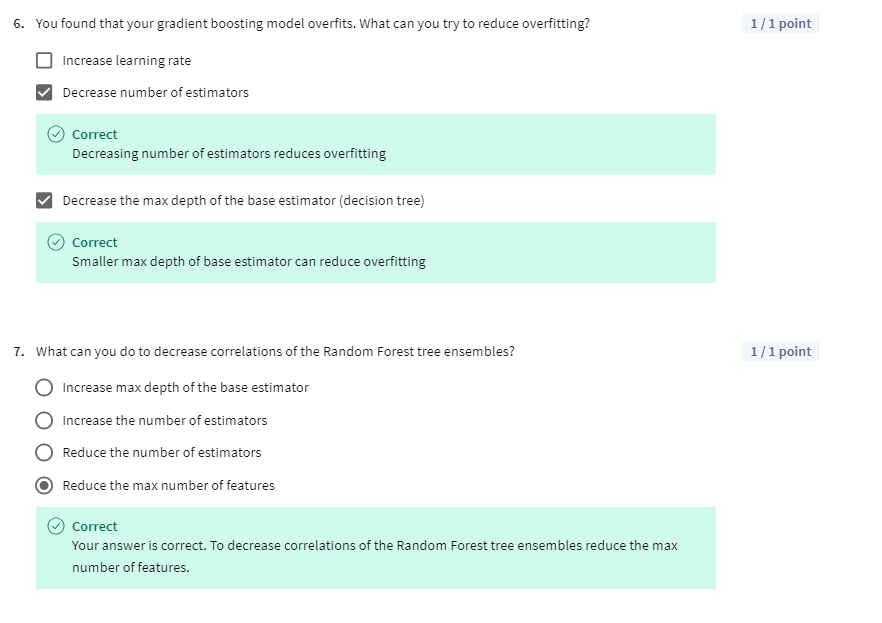 6. You found that your gradient boosting model overfits. What can you try to reduce overfitting?
1 / 1 point
Increase learning rate
Decrease number of estimators
Correct
Decreasing number of estimators reduces overfitting
Decrease the max depth of the base estimator (decision tree)
Correct
Smaller max depth of base estimator can reduce overfitting
7. What can you do to decrease correlations of the Random Forest tree ensembles?
1 / 1 point
Increase max depth of the base estimator
Increase the number of estimators
Reduce the number of estimators
Reduce the max number of features
Correct
Your answer is correct. To decrease correlations of the Random Forest tree ensembles reduce the max
number of features.